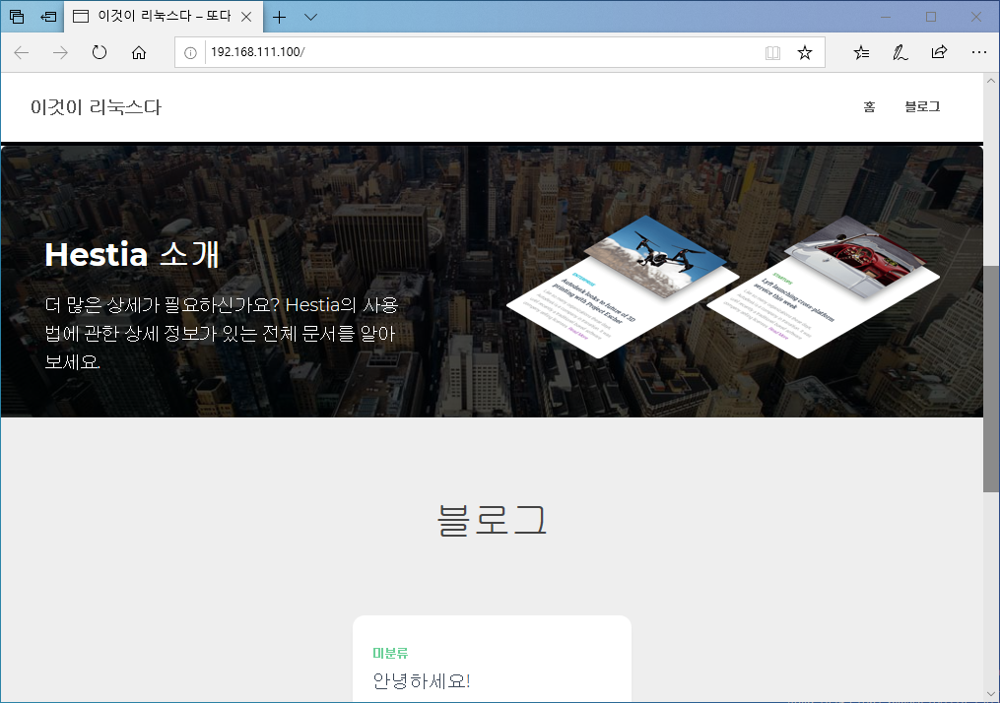 이것이 리눅스다 – 또다
192.168.111.100/
이것이 리눅스다
홈
블로그
Hestia 소개
더 많은 상세가 필요하신가요? Hestia의 사용
법에 관한 상세 정보가 있는 전체 문서를 알아
보세요.
Autodesk looks to future of 3D
printing with Project Escher
Lyft launching cross platform
service this week
블로그
미분류
안녕하세요!